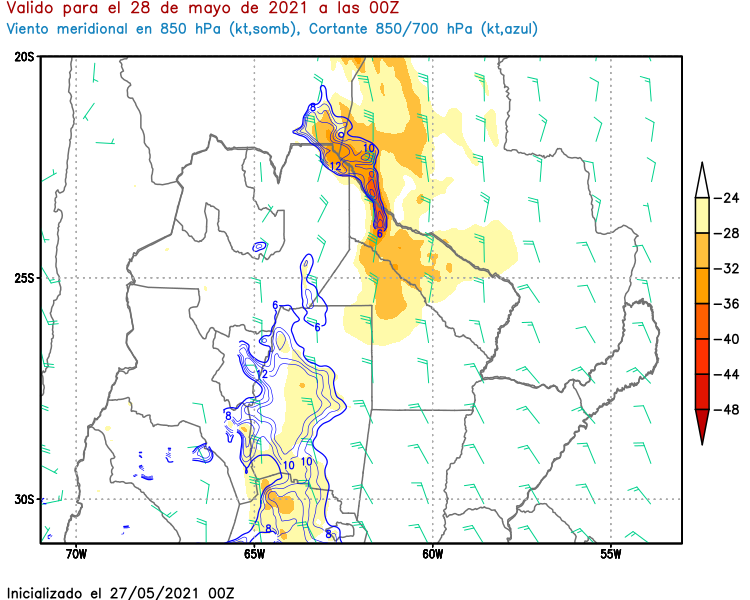 Valido para el 28 de mayo de 2021 a las 00Z
Viento meridional en 850 hPa (kt,somb), Cortante 850/700 hPa (kt,azul)
20S
8
10
12
6
-24
-28
-32
-36
-40
-44
-48
25S
6
6
12
8
10 10
30S
8 8
70W 65W 60W 55W
Inicializado el 27/05/2021 00Z